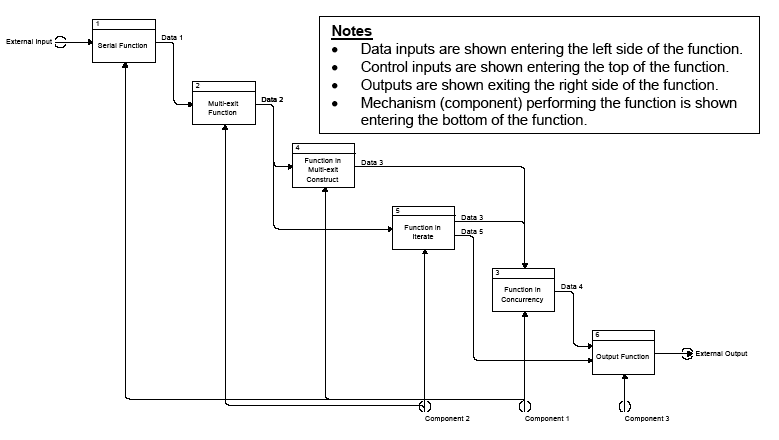 Notes
• Data inputs are shown entering the left side of the function.
• Control inputs are shown entering the top of the function.
• Outputs are shown exiting the right side of the function.
• Mechanism (component) performing the function is shown
entering the bottom of the function.
External Input
1
Serial Function
Data 1
2
Multi-exit
Function
Data 2
4
Function in
Multi-exit
Construct
Data 3
5
Function in
Iterate
Data 3
Data 5
3
Function in
Concurrency
Data 4
6
Output Function
External Output
Component 2
Component 1
Component 3